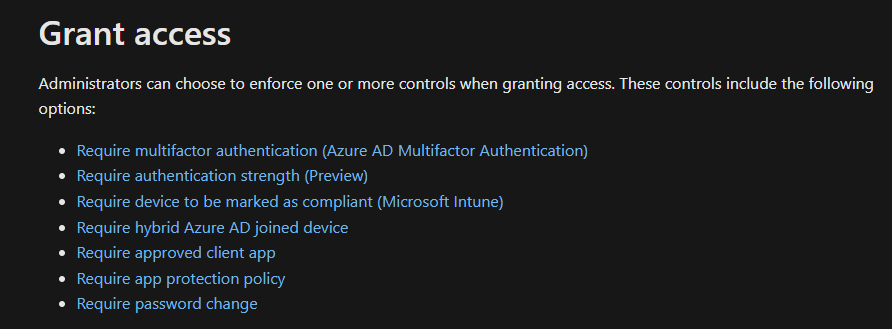 Grant access
Administrators can choose to enforce one or more controls when granting access. These controls include the following
options:
• Require multifactor authentication (Azure AD Multifactor Authentication)
• Require authentication strength (Preview)
• Require device to be marked as compliant (Microsoft Intune)
• Require hybrid Azure AD joined device
• Require approved client app
• Require app protection policy
• Require password change